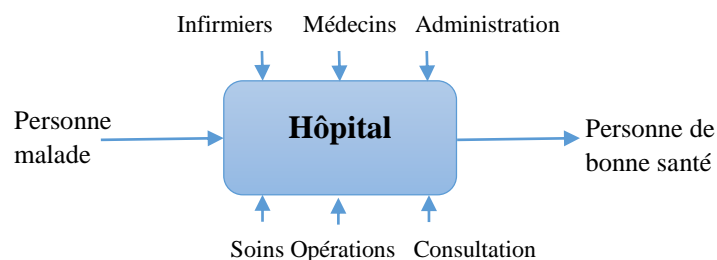 Infirmiers Médecins Administration
Personne
malade
Hôpital
Personne de
bonne santé
Soins Opérations Consultation